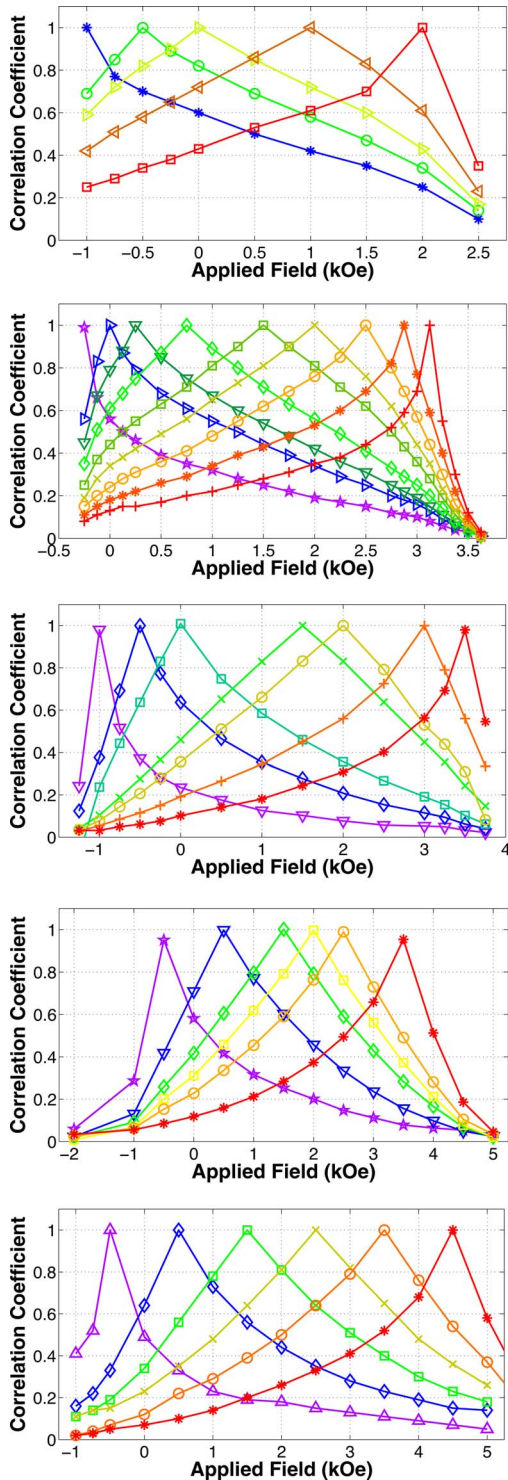 Correlation Coefficient
1
0.8
0.6
0.4
0.2
0
-1 -0.5 0 0.5 1 1.5 2 2.5
Applied Field (kOe)
Correlation Coefficient
1
0.8
0.6
0.4
0.2
0
-0.5 0 0.5 1 1.5 2 2.5 3 3.5
Applied Field (kOe)
Correlation Coefficient
1
0.8
0.6
0.4
0.2
0
-1 0 1 2 3 4
Applied Field (kOe)
Correlation Coefficient
1
0.8
0.6
0.4
0.2
0
-2 -1 0 1 2 3 4 5
Applied Field (kOe)
Correlation Coefficient
1
0.8
0.6
0.4
0.2
0
-1 0 1 2 3 4 5
Applied Field (kOe)